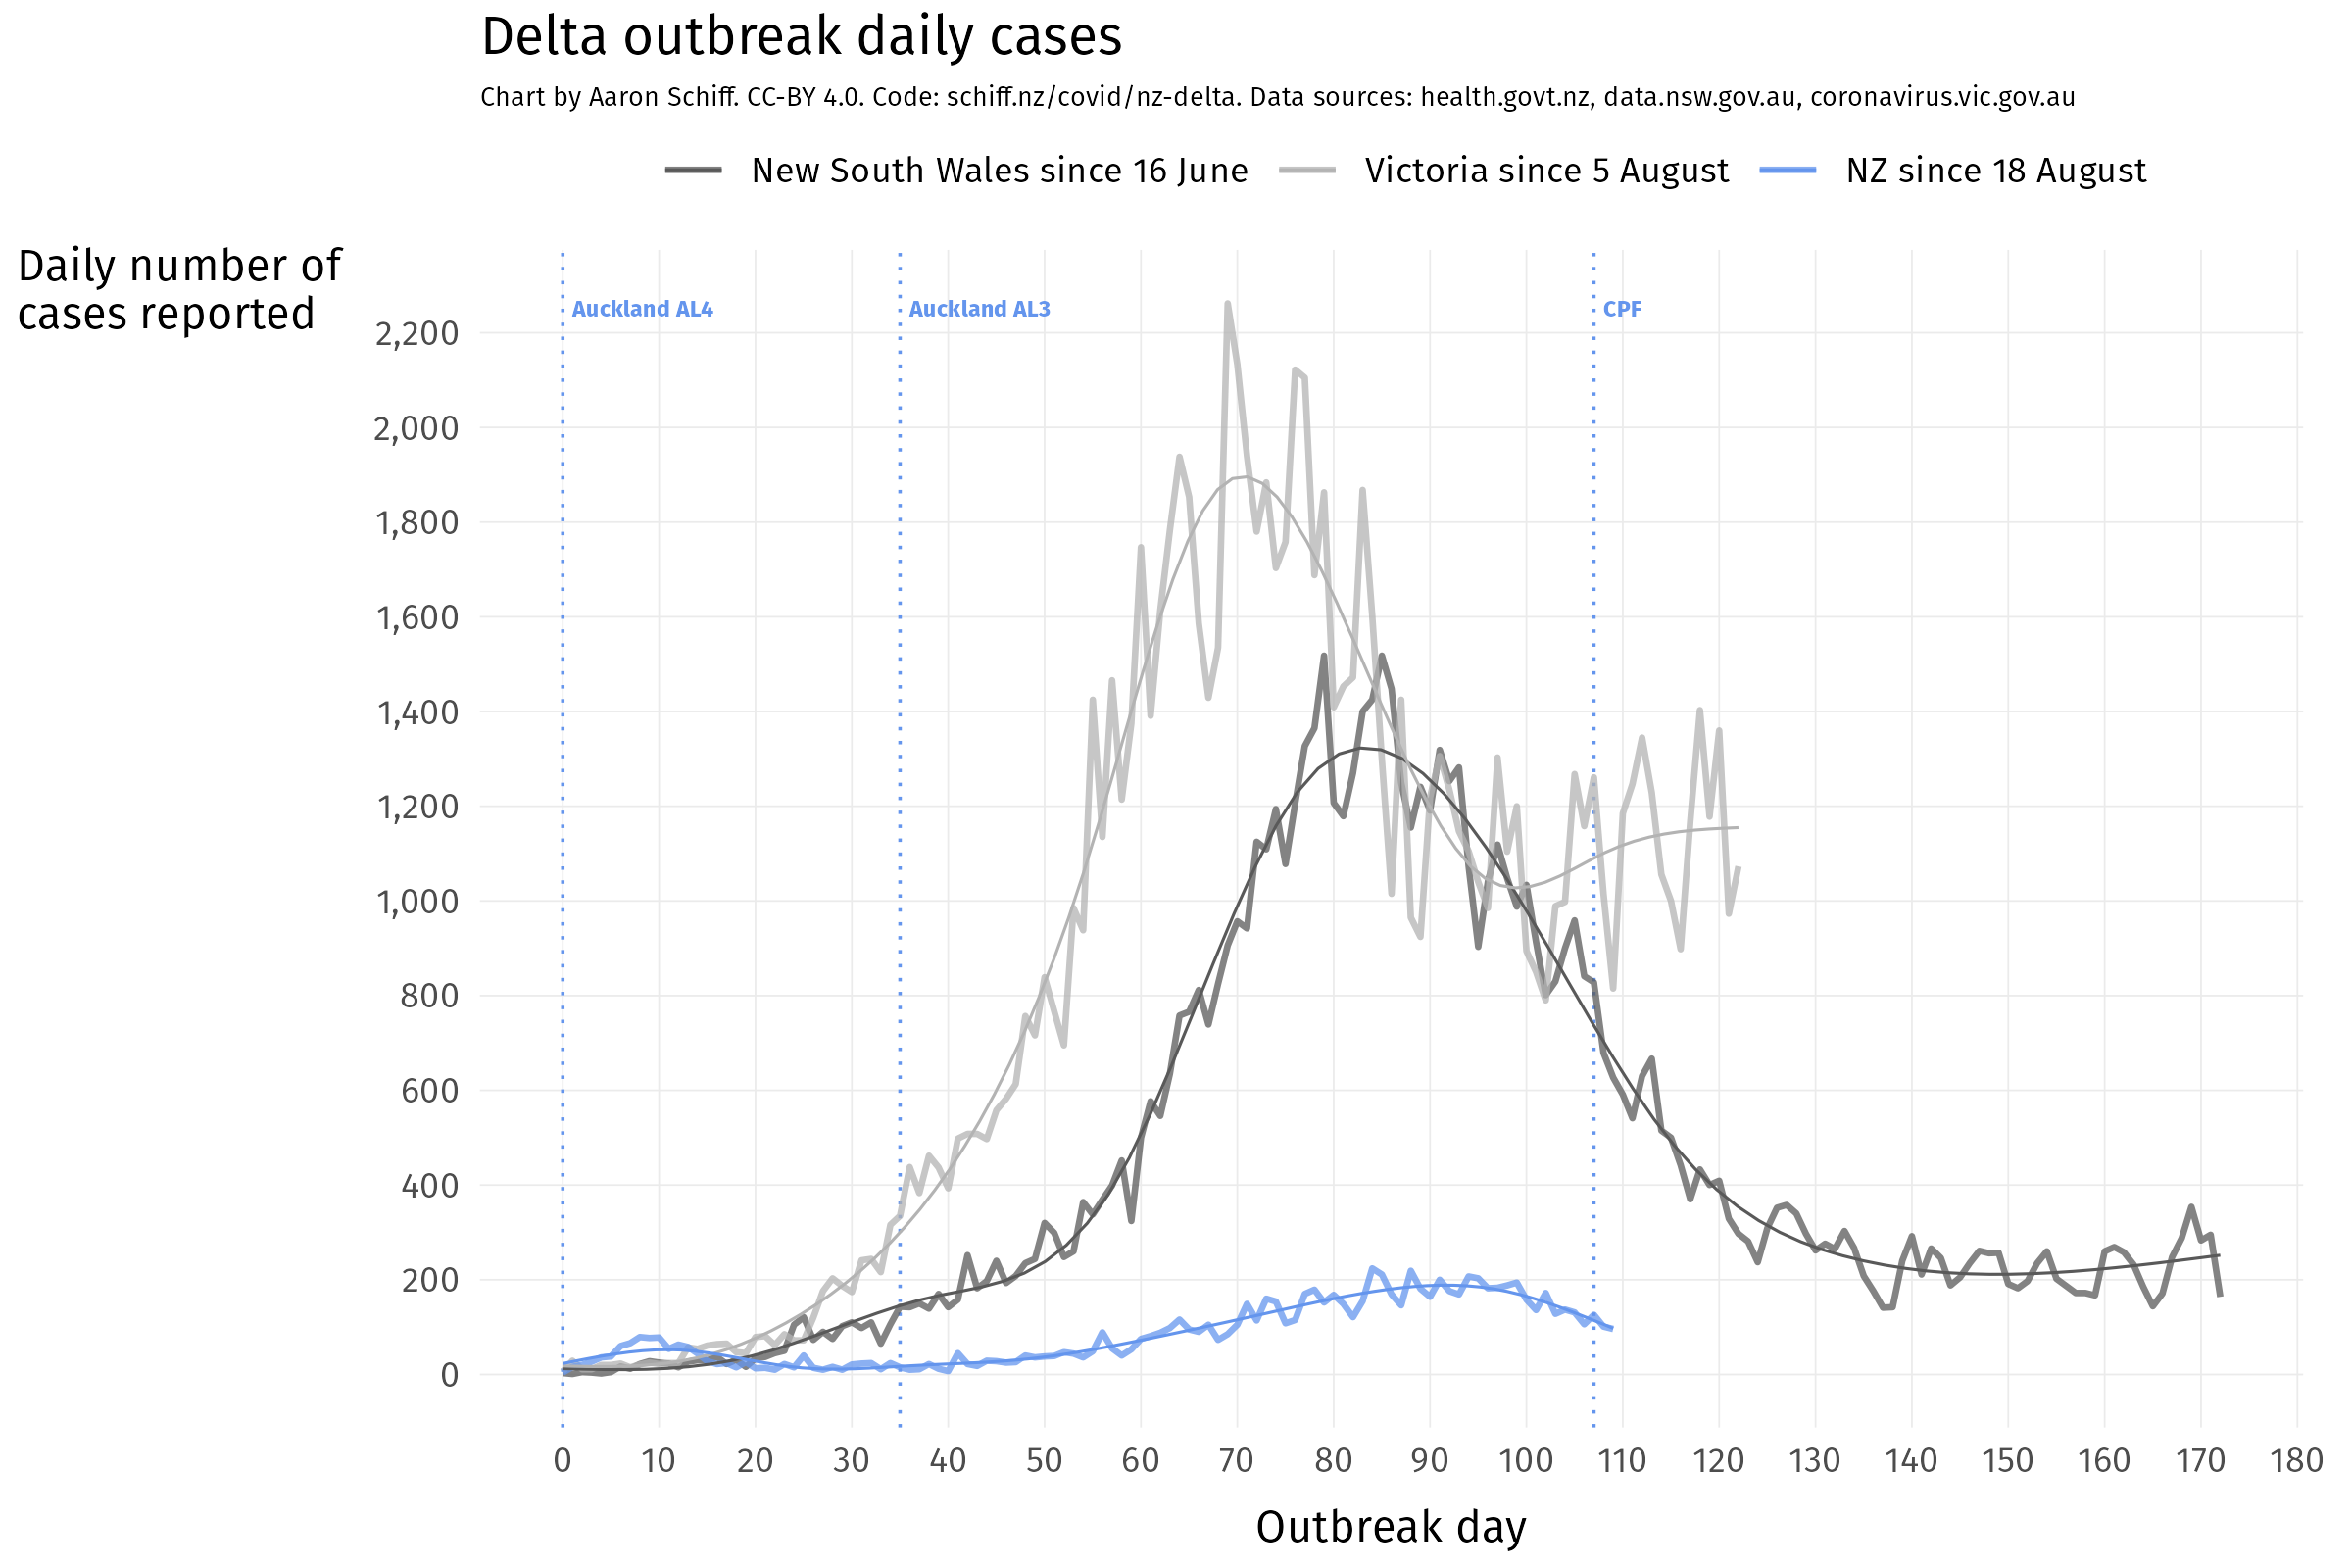 Delta outbreak daily cases
Chart by Aaron Schiff. CC-BY 4.0. Code: schiff.nz/covid/nz-delta. Data sources: health.govt.nz, data.nsw.gov.au, coronavirus.vic.gov.au
New South Wales since 16 June Victoria since 5 August NZ since 18 August
Daily number of
cases reported
Auckland AL4 Auckland AL3 CPF
2,200
2,000
1,800
1,600
1,400
1,200
1,000
800
600
400
200
0
0 10 20 30 40 50 60 70 80 90 100 110 120 130 140 150 160 170 180
Outbreak day